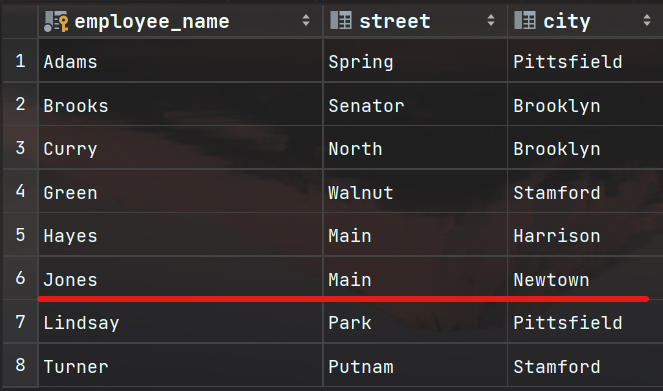 employee_name street city
1 Adams Spring Pittsfield
2 Brooks Senator Brooklyn
3 Curry North Brooklyn
4 Green Walnut Stamford
5 Hayes Main Harrison
6 Jones Main Newtown
7 Lindsay Park Pittsfield
8 Turner Putnam Stamford